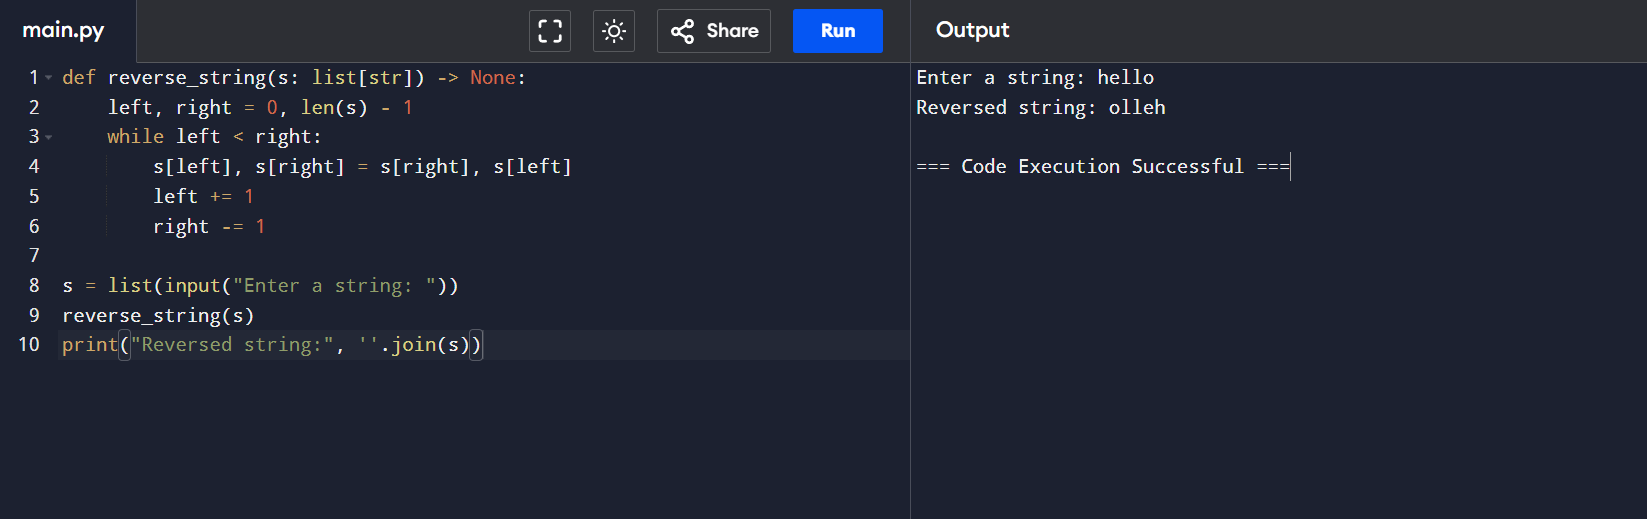 main.py
Share
Run
Output
1 def reverse_string(s: list[str]) -> None:
2     left, right = 0, len(s) - 1
3     while left < right:
4         s[left], s[right] = s[right], s[left]
5         left += 1
6         right -= 1
7
8 s = list(input("Enter a string: "))
9 reverse_string(s)
10 print("Reversed string:", ''.join(s))
Enter a string: hello
Reversed string: olleh
=== Code Execution Successful ===